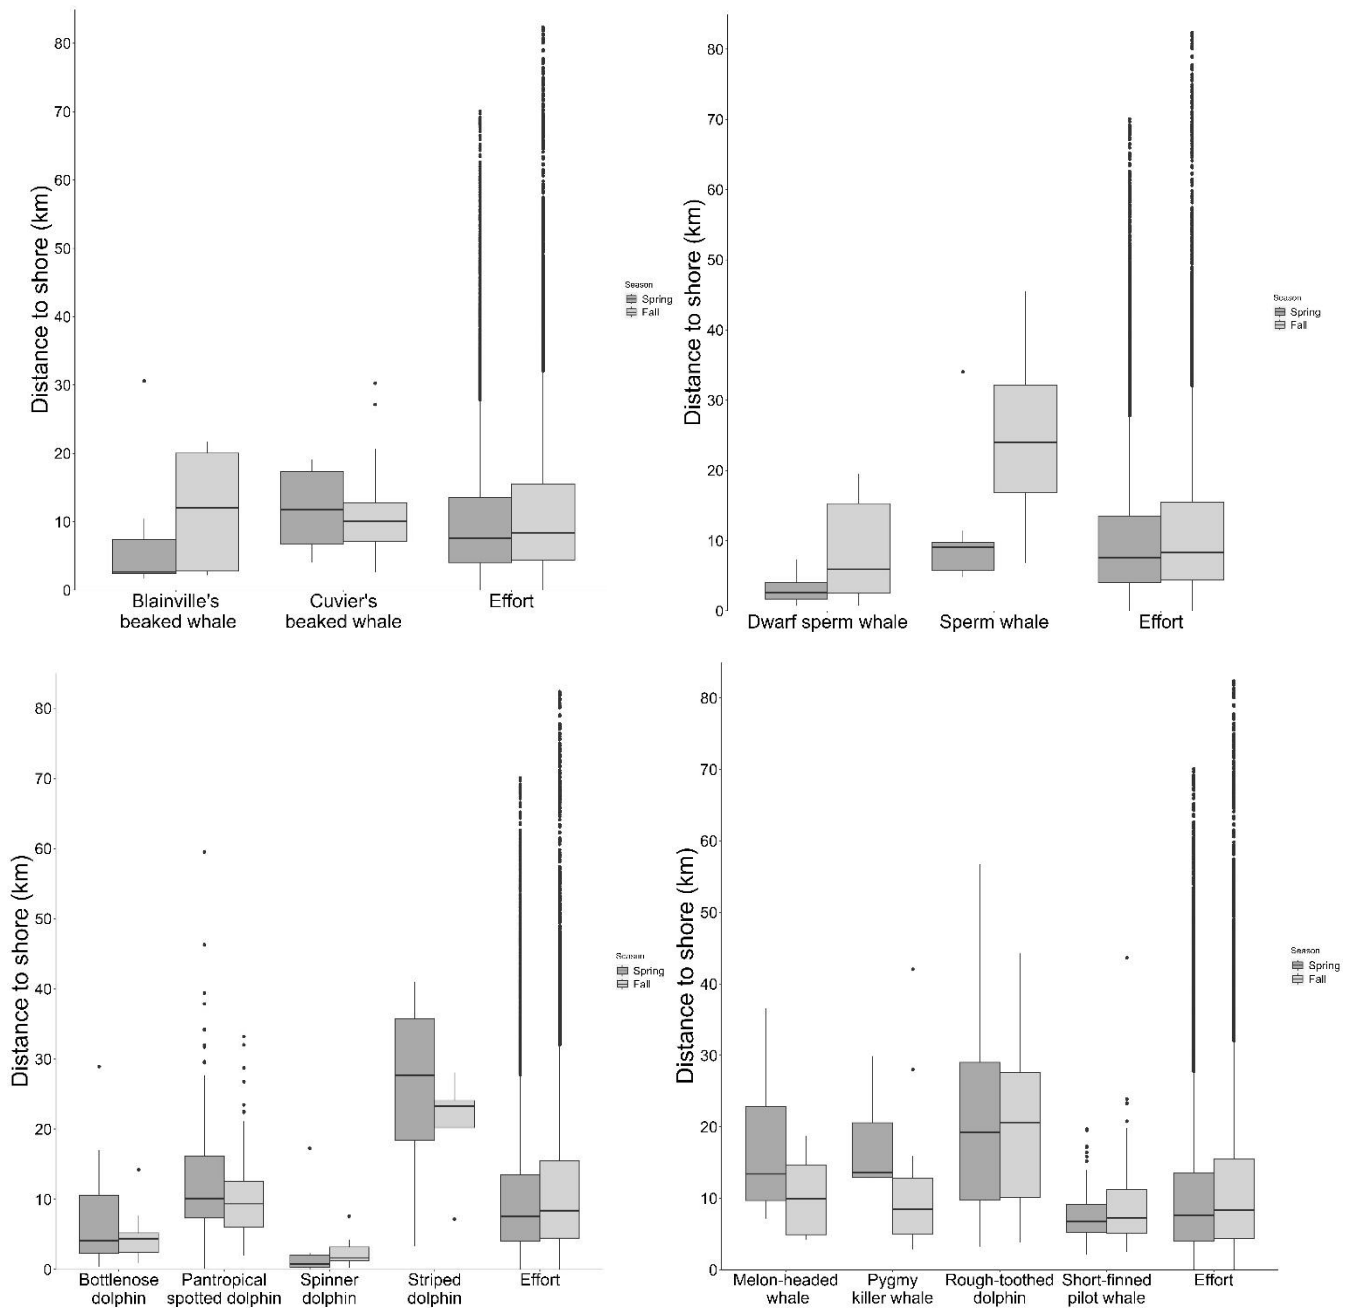 Distance to shore (km)
80
70
60
50
40
30
20
10
0
Blainville's
beaked whale
Cuvier's
beaked whale
Effort
Season
Spring
Fall
Distance to shore (km)
80
70
60
50
40
30
20
10
0
Dwarf sperm whale
Sperm whale
Effort
Season
Spring
Fall
Distance to shore (km)
80
70
60
50
40
30
20
10
0
Bottlenose
dolphin
Pantropical
spotted dolphin
Spinner
dolphin
Striped
dolphin
Effort
Season
Spring
Fall
Distance to shore (km)
80
70
60
50
40
30
20
10
0
Melon-headed
whale
Pygmy
killer whale
Rough-toothed
dolphin
Short-finned
pilot whale
Effort
Season
Spring
Fall